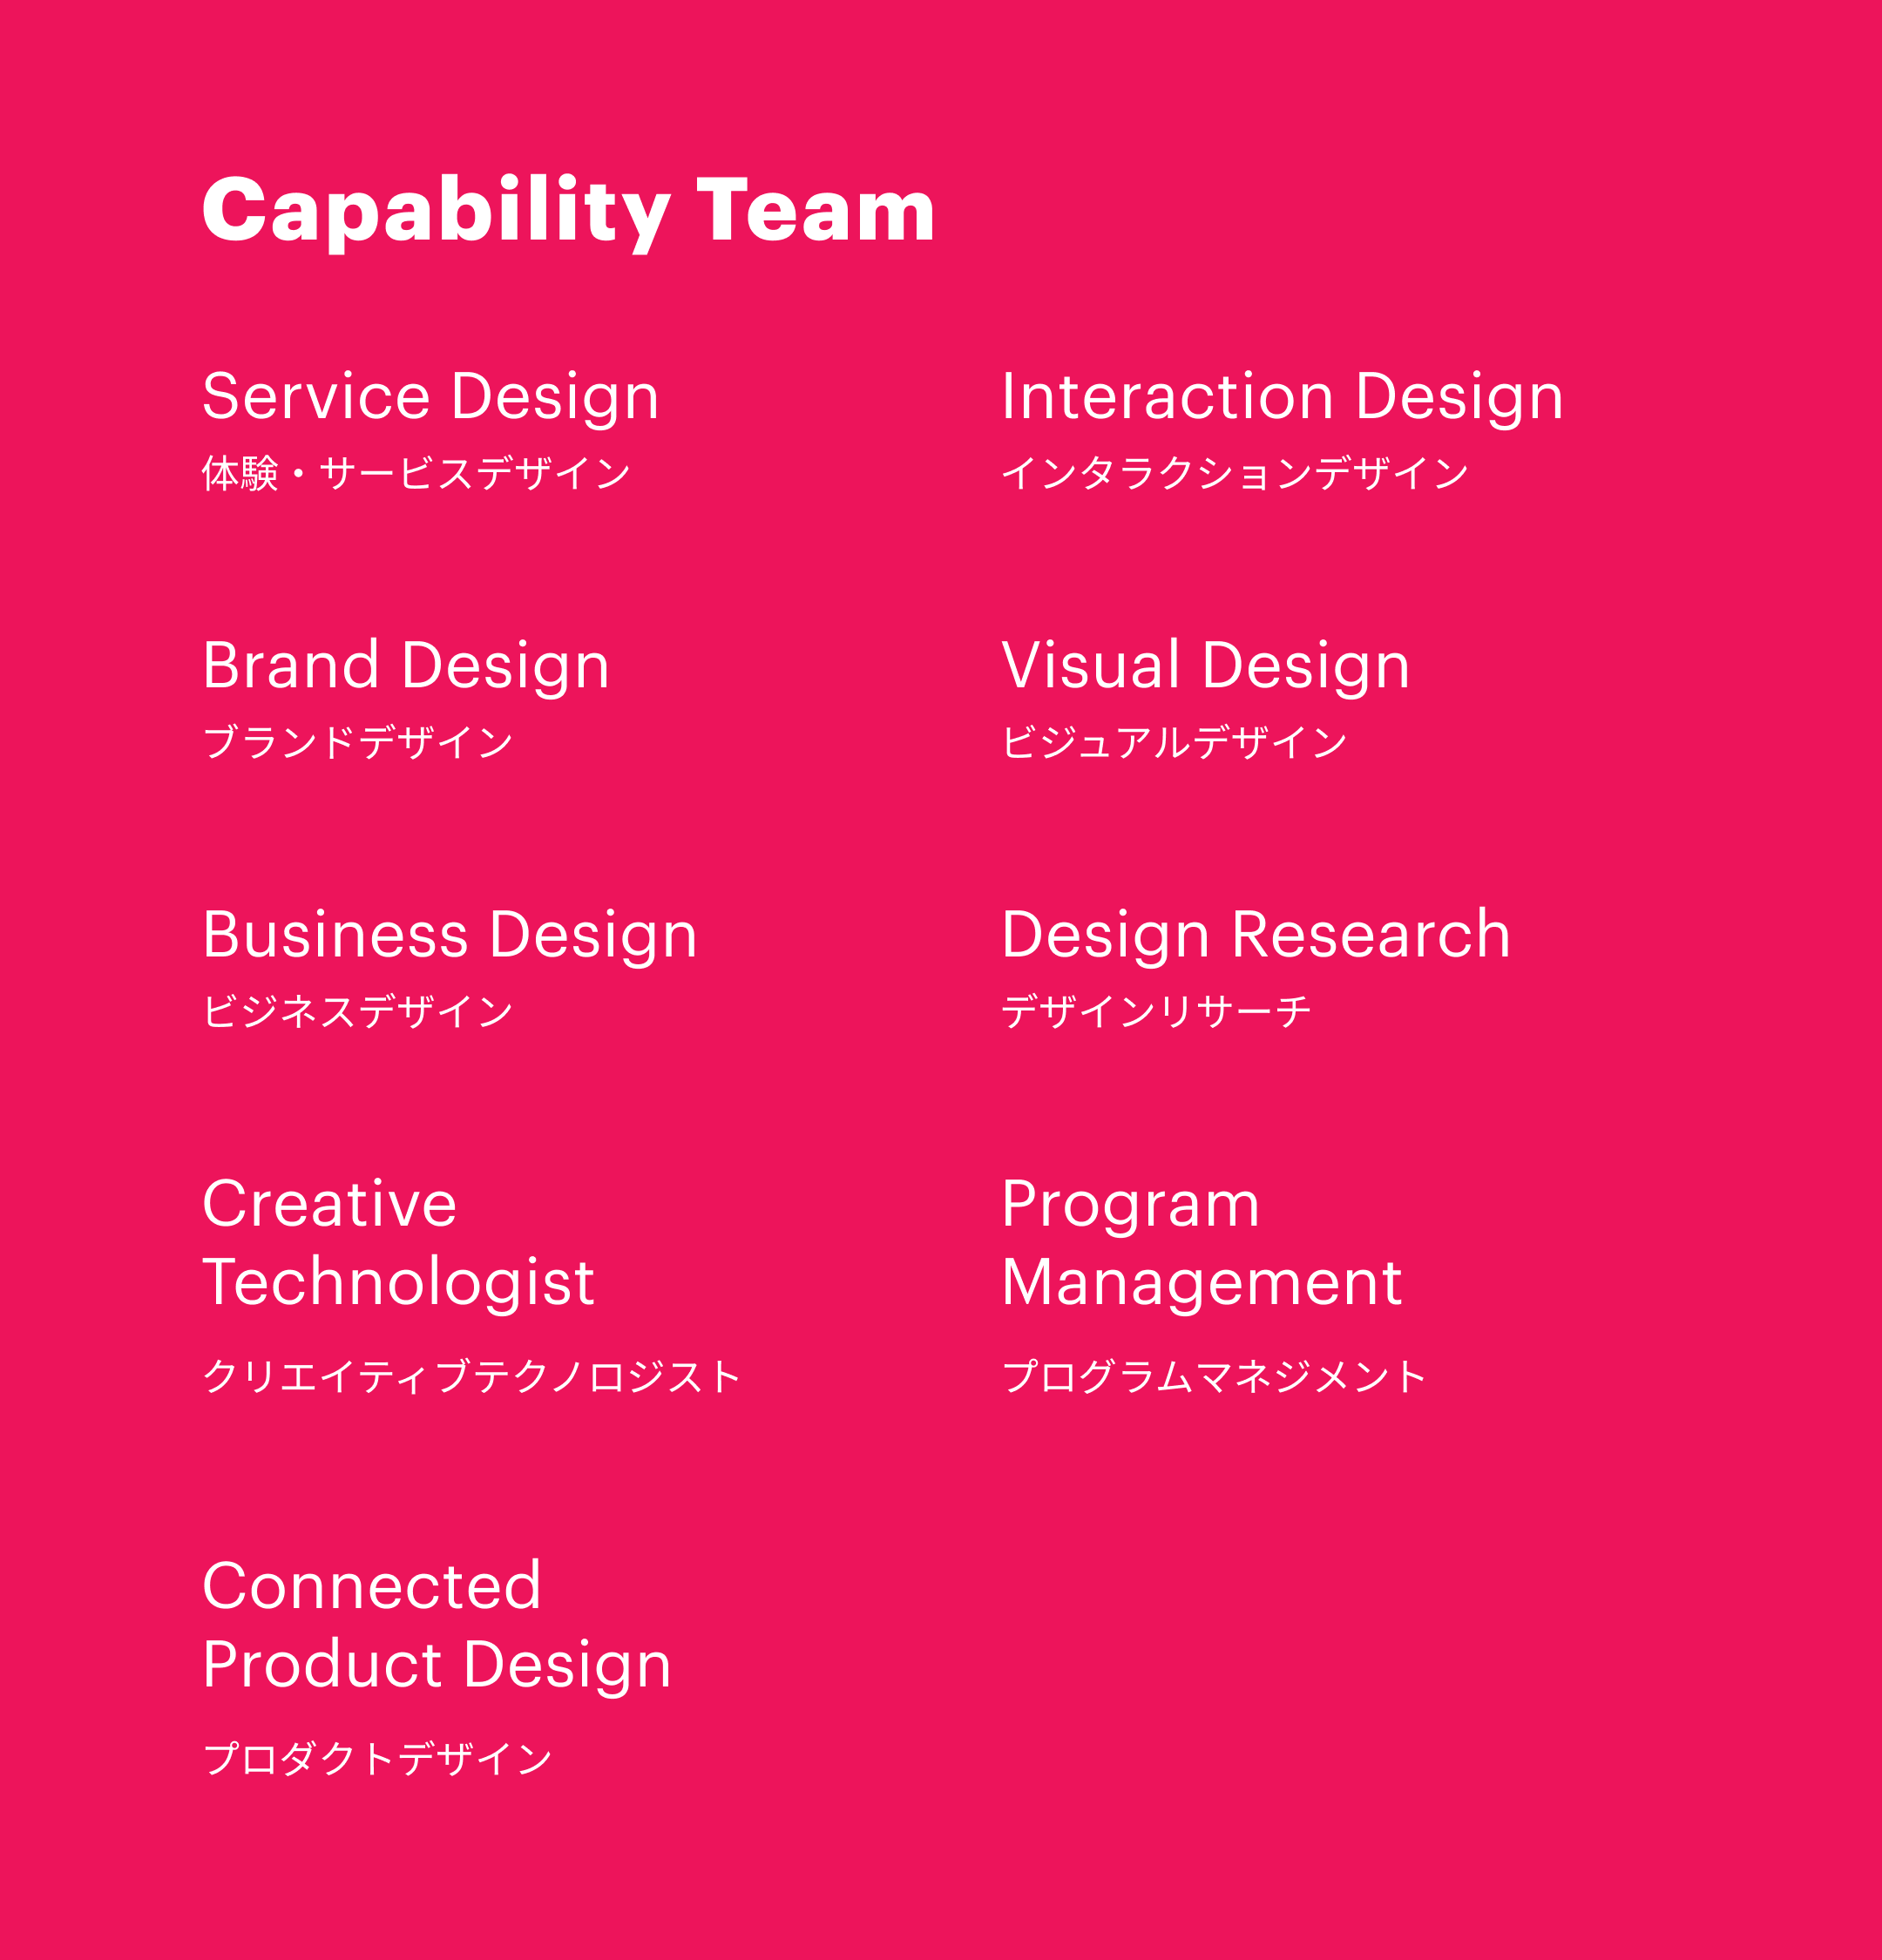 Capability Team
Service Design
体験・サービスデザイン
Interaction Design
インタラクションデザイン
Brand Design
ブランドデザイン
Visual Design
ビジュアルデザイン
Business Design
ビジネスデザイン
Design Research
デザインリサーチ
Creative
Technologist
クリエイティブテクノロジスト
Program
Management
プログラムマネジメント
Connected
Product Design
プロダクトデザイン